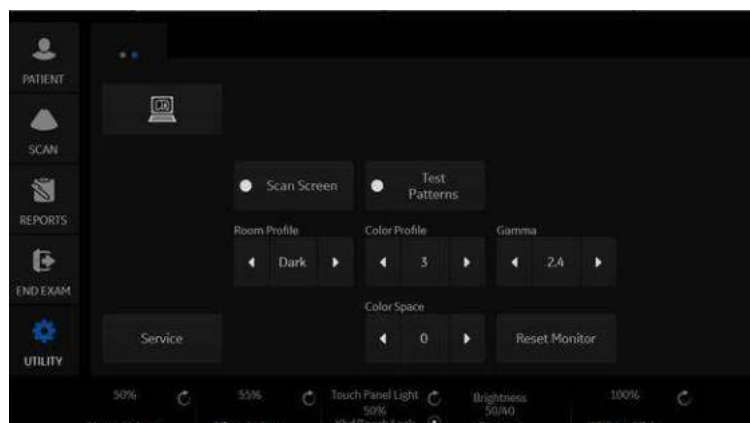 PATIENT
SCAN
REPORTS
END EXAM
UTILITY
Scan Screen
Test
Patterns
Room Profile
Color Profile
Gamma
Dark
3
2.4
Color Space
Service
0
Reset Monitor
50%
55%
Touch Panel Light
50%
Brightness
50/40
100%